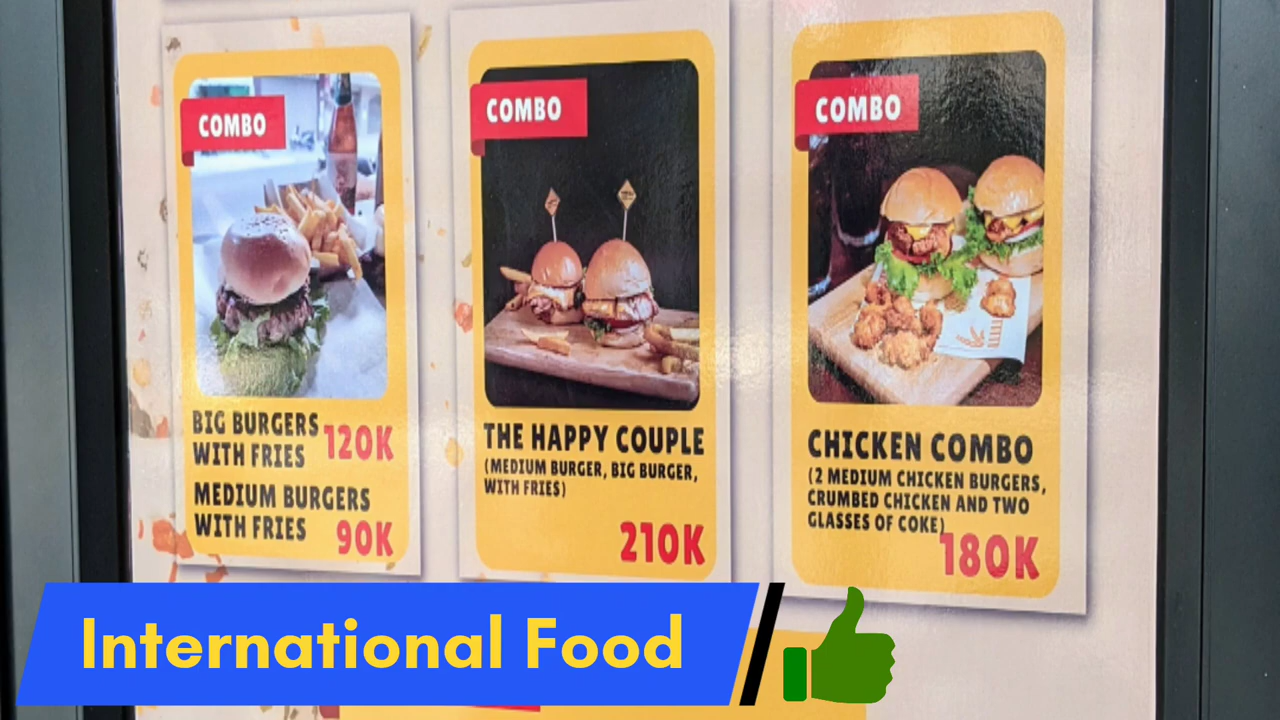 COMBO
BIG BURGERS
WITH FRIES 120K
MEDIUM BURGERS
WITH FRIES 90K
COMBO
THE HAPPY COUPLE
(MEDIUM BURGER, BIG BURGER,
WITH FRIES)
210K
COMBO
CHICKEN COMBO
(2 MEDIUM CHICKEN BURGERS,
CRUMBED CHICKEN AND TWO
GLASSES OF COKE)
180K
International Food